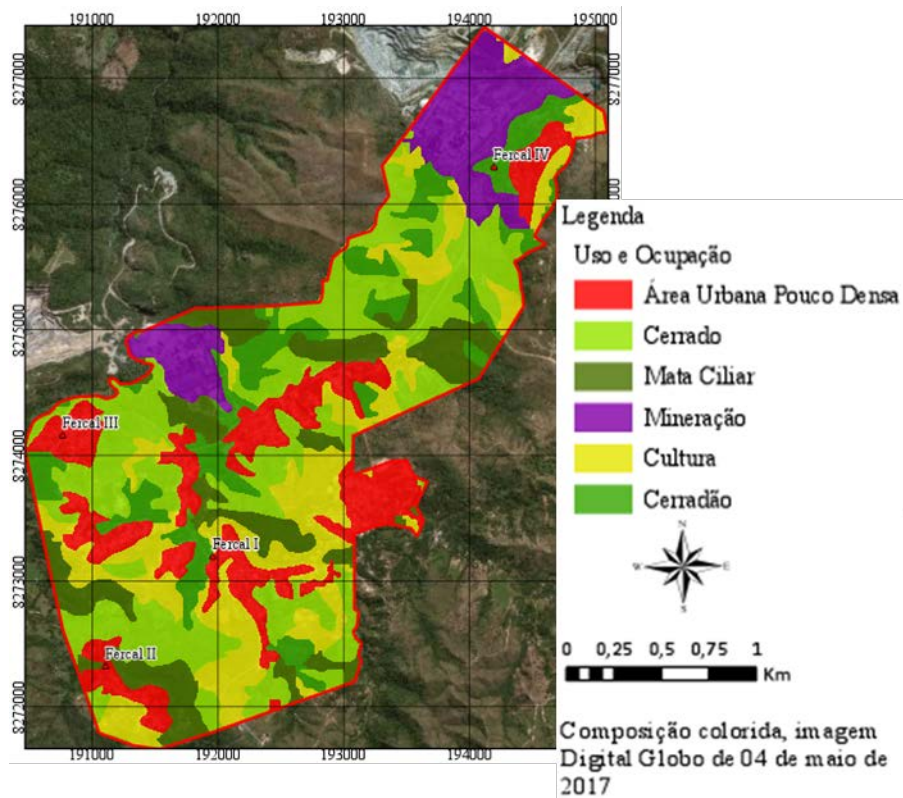 191000 192000 193000 194000 195000
8277000 8277000
Fercal IV
8276000 8276000
8275000
Fercal III
8274000
Fercal I
8273000
Fercal II
8272000
191000 192000 193000 194000
Legenda
Uso e Ocupação
Área Urbana Pouco Densa
Cerrado
Mata Ciliar
Mineração
Cultura
Cerradão
N
W E
S
0 0,25 0,5 0,75 1
Km
Composição colorida, imagem
Digital Globo de 04 de maio de
2017